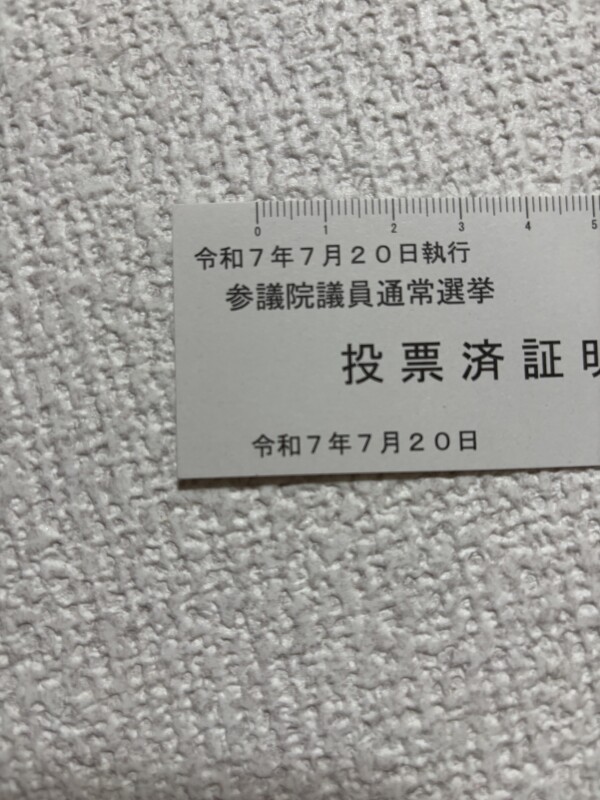 0 1 2 3 4 5
令和７年７月２０日執行
参議院議員通常選挙
投票済証明
令和７年７月２０日